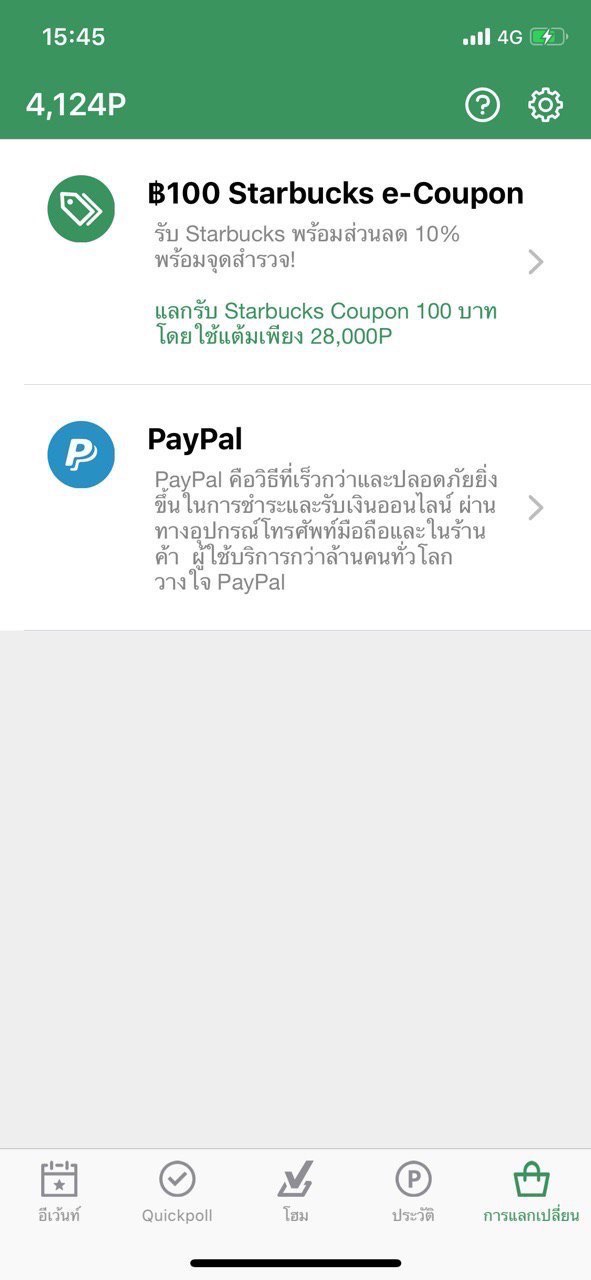 15:45
4G
4,124P
฿100 Starbucks e-Coupon
รับ Starbucks พร้อมส่วนลด 10%
พร้อมจุดสำรวจ!
แลกรับ Starbucks Coupon 100 บาท
โดยใช้แต้มเพียง 28,000P
PayPal
PayPal คือวิธีที่เร็วกว่าและปลอดภัยยิ่ง
ขึ้นในการชำระและรับเงินออนไลน์ ผ่าน
ทางอุปกรณ์โทรศัพท์มือถือและในร้าน
ค้า ผู้ใช้บริการกว่าล้านคนทั่วโลก
วางใจ PayPal
อีเว้นท์
Quickpoll
โฮม
ประวัติ
การแลกเปลี่ยน